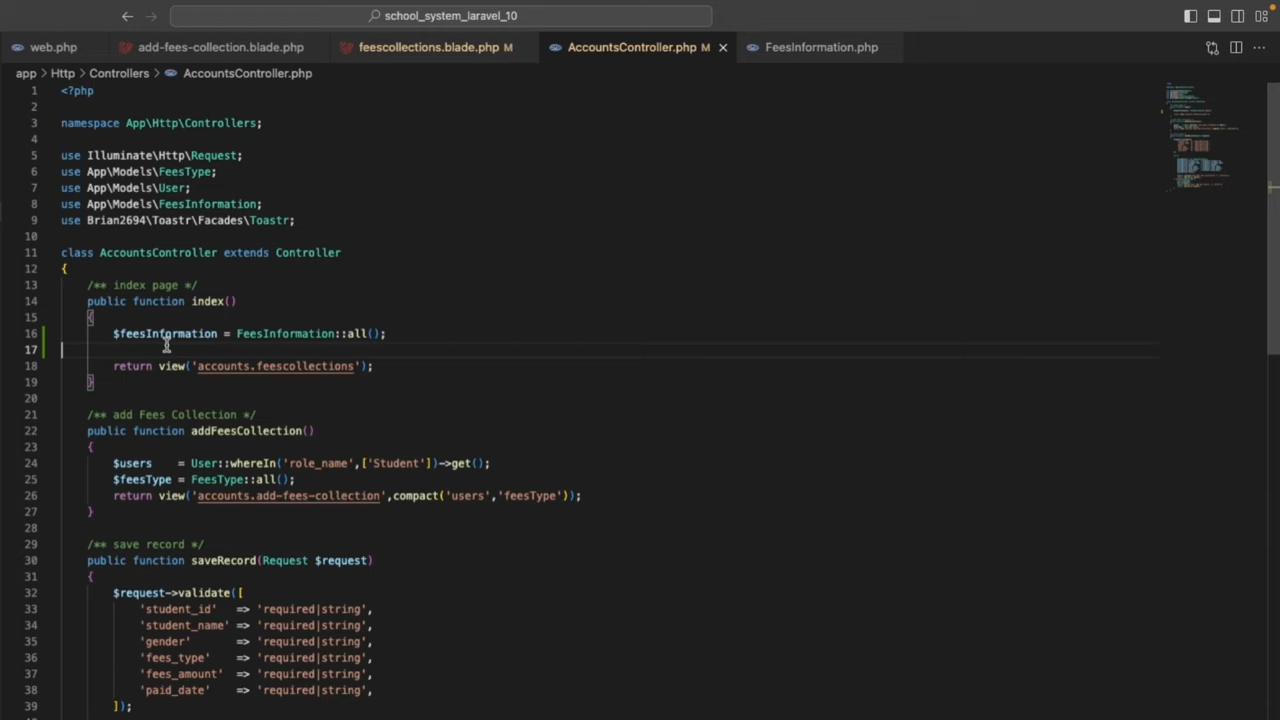 school_system_laravel_10
web.php add-fees-collection.blade.php feescollections.blade.php M AccountsController.php M FeesInformation.php
app > Http > Controllers > AccountsController.php
1 <?php
2
3 namespace App\Http\Controllers;
4
5 use Illuminate\Http\Request;
6 use App\Models\FeesType;
7 use App\Models\User;
8 use App\Models\FeesInformation;
9 use Brian2694\Toastr\Facades\Toastr;
10
11 class AccountsController extends Controller
12 {
13     /** index page */
14     public function index()
15     {
16         $feesInformation = FeesInformation::all();
17
18         return view('accounts.feescollections');
19     }
20
21     /** add Fees Collection */
22     public function addFeesCollection()
23     {
24         $users    = User::whereIn('role_name',['Student'])->get();
25         $feesType = FeesType::all();
26         return view('accounts.add-fees-collection',compact('users','feesType'));
27     }
28
29     /** save record */
30     public function saveRecord(Request $request)
31     {
32         $request->validate([
33             'student_id'   => 'required|string',
34             'student_name' => 'required|string',
35             'gender'       => 'required|string',
36             'fees_type'    => 'required|string',
37             'fees_amount'  => 'required|string',
38             'paid_date'    => 'required|string',
39         ]);